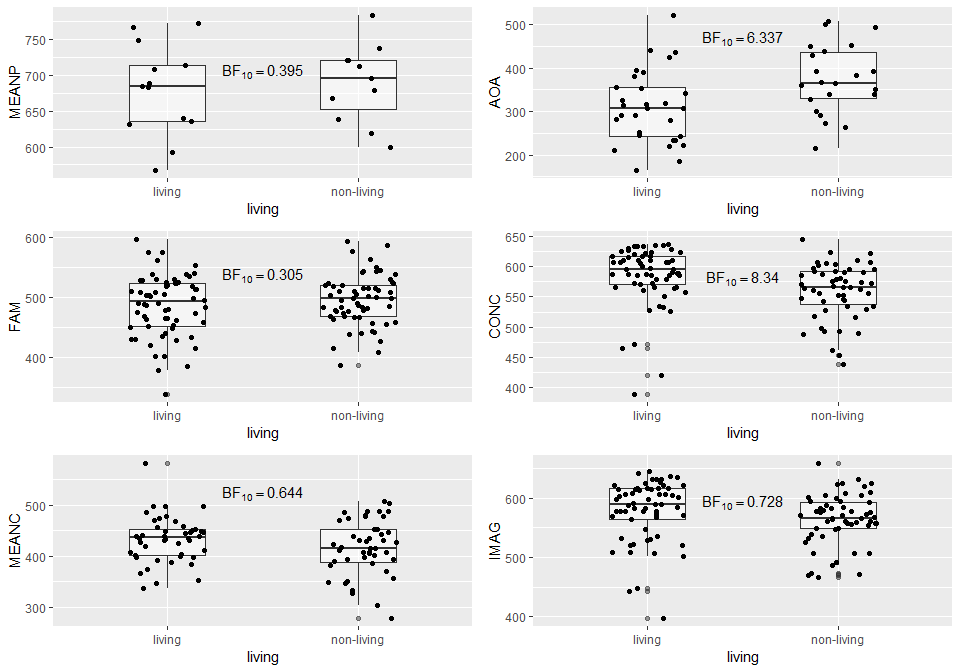 MEANP
750
700
650
600
BF10 = 0.395
living
non-living
living
AOA
500
400
300
200
BF10 = 6.337
living
non-living
living
FAM
600
500
400
BF10 = 0.305
living
non-living
living
CONC
650
600
550
500
450
400
BF10 = 8.34
living
non-living
living
MEANC
500
400
300
BF10 = 0.644
living
non-living
living
IMAG
600
500
400
BF10 = 0.728
living
non-living
living